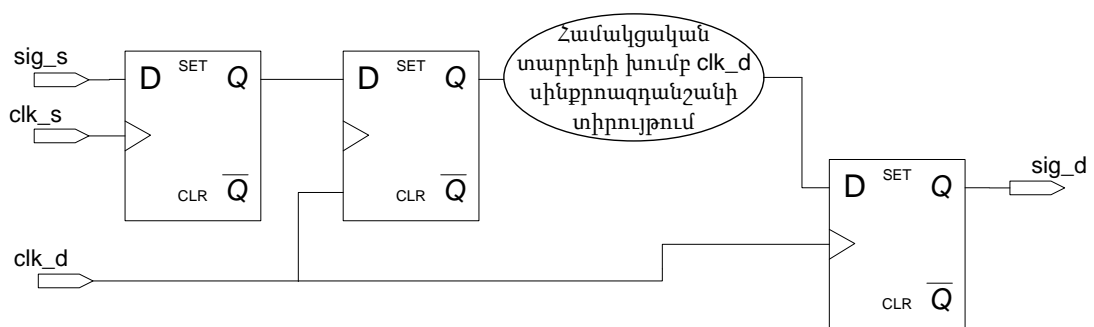 sig_s
clk_s
D SET Q
CLR Q
D SET Q
CLR Q
Համակցական
տարրերի խումբ clk_d
սինքրոազդանշանի
տիրույթում
D SET Q
CLR Q
sig_d
clk_d